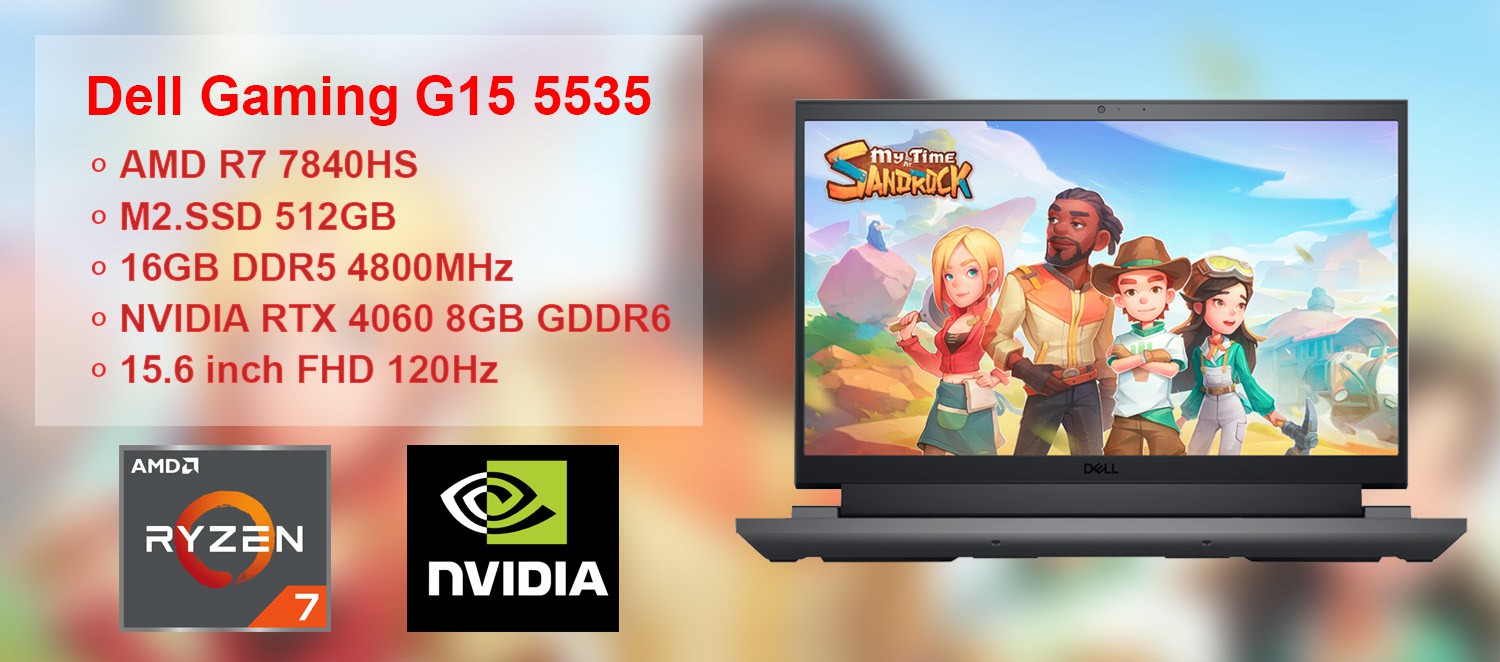 Dell Gaming G15 5535
AMD R7 7840HS
M2.SSD 512GB
16GB DDR5 4800MHz
NVIDIA RTX 4060 8GB GDDR6
15.6 inch FHD 120Hz
AMD
RYZEN
7
NVIDIA
My Time
AT
SANDROCK
DELL